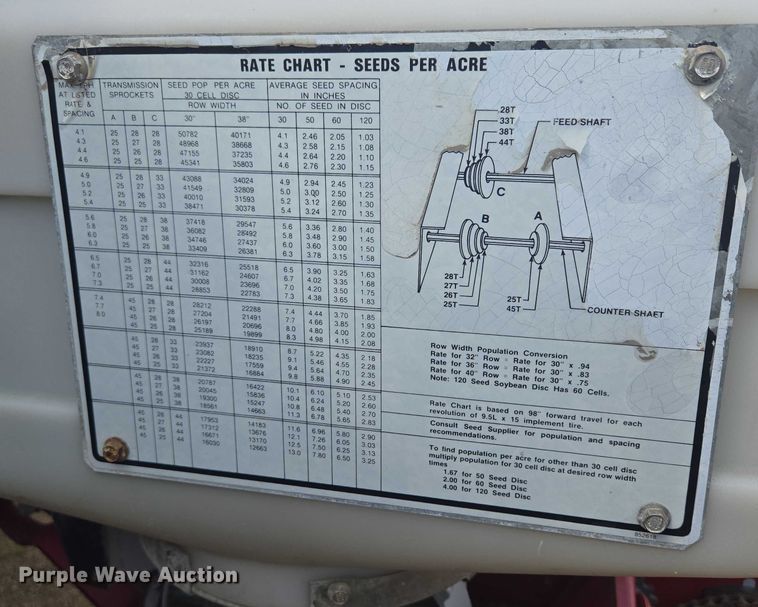 RATE CHART - SEEDS PER ACRE
MAX. MPH AT LISTED RATE & SPACING TRANSMISSION SPROCKETS SEED POP PER ACRE 30 CELL DISC AVERAGE SEED SPACING IN INCHES
ROW WIDTH NO. OF SEED IN DISC
A B C 30" 38" 30 50 60 120
4.1 25 28 28 50782 40171 4.1 2.46 2.05 1.03
4.3 25 27 28 48968 38668 4.3 2.58 2.15 1.08
4.4 25 26 28 47155 37235 4.4 2.64 2.20 1.10
4.6 25 25 28 45341 35803 4.6 2.76 2.30 1.15
4.9 25 28 33 43088 34024 4.9 2.94 2.45 1.23
5.0 25 27 33 41549 32809 5.0 3.00 2.50 1.25
5.2 25 26 33 40010 31593 5.2 3.12 2.60 1.30
5.4 25 25 33 38471 30378 5.4 3.24 2.70 1.35
5.6 25 28 38 37418 29547 5.6 3.36 2.80 1.40
5.8 25 27 38 36082 28492 5.8 3.48 2.90 1.45
6.0 25 26 38 34746 27437 6.0 3.60 3.00 1.50
6.3 25 25 38 33409 26381 6.3 3.78 3.15 1.58
6.5 25 28 44 32316 25518 6.5 3.90 3.25 1.63
6.7 25 27 44 31162 24607 6.7 4.02 3.35 1.68
7.0 25 26 44 30008 23696 7.0 4.20 3.50 1.75
7.3 25 25 44 28853 22783 7.3 4.38 3.65 1.83
7.4 45 28 28 28212 22288 7.4 4.44 3.70 1.85
7.7 45 27 28 27204 21491 7.7 4.66 3.85 1.93
8.0 45 26 28 26197 20696 8.0 4.80 4.00 2.00
45 25 28 25189 19899 8.3 4.98 4.15 2.08
45 28 33 23937 18910 8.7 5.22 4.35 2.18
45 27 33 23082 18235 9.1 5.46 4.55 2.28
45 26 33 22227 17559 9.4 5.64 4.70 2.35
45 25 33 21372 16884 9.8 5.88 4.90 2.45
45 28 38 20787 16422 10.1 6.10 5.10 2.53
45 27 38 20045 15836 10.4 6.24 5.20 2.60
45 26 38 19300 15247 10.8 6.48 5.40 2.70
45 25 38 18561 14663 11.3 6.78 5.65 2.83
45 28 44 17953 14183 11.6 6.96 5.80 2.90
45 27 44 17312 13676 12.1 7.26 6.05 3.03
45 26 44 16671 13170 12.5 7.50 6.25 3.13
45 25 44 16030 12663 13.0 7.80 6.50 3.25
28T
33T
38T
44T
FEED SHAFT
C
B A
28T
27T
26T
25T
25T
45T
COUNTER SHAFT
Row Width Population Conversion
Rate for 32" Row = Rate for 30" x .94
Rate for 36" Row = Rate for 30" x .83
Rate for 40" Row = Rate for 30" x .75
Note: 120 Seed Soybean Disc Has 60 Cells.
Rate Chart is based on 98" forward travel for each
revolution of 9.5L x 15 implement tire.
Consult Seed Supplier for population and spacing
recommendations.
To find population per acre for other than 30 cell disc
multiply population for 30 cell disc at desired row width
times
1.67 for 50 Seed Disc
2.00 for 60 Seed Disc
4.00 for 120 Seed Disc
852618
Purple Wave Auction